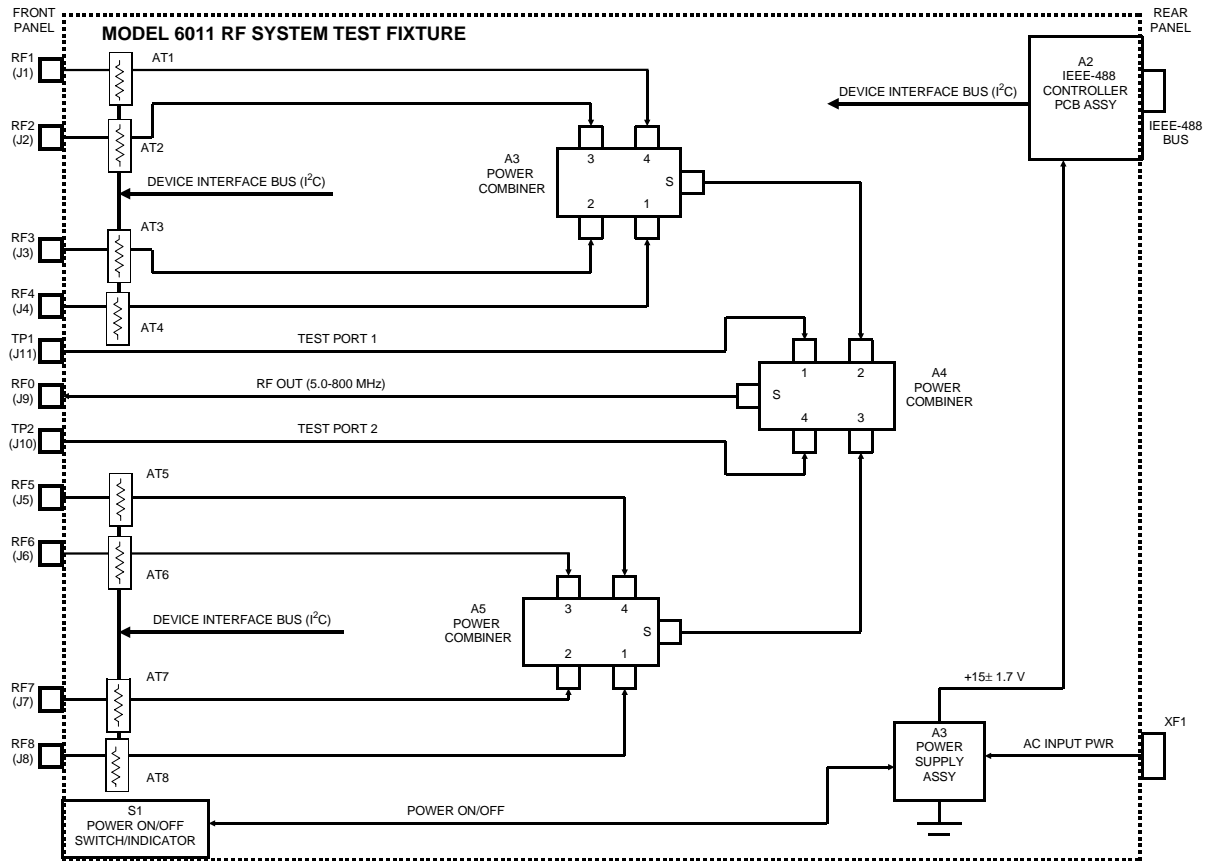 FRONT
PANEL
MODEL 6011 RF SYSTEM TEST FIXTURE
REAR
PANEL
RF1
(J1)
AT1
A2
IEEE-488
CONTROLLER
PCB ASSY
DEVICE INTERFACE BUS (I²C)
IEEE-488
BUS
RF2
(J2)
AT2
A3
POWER
COMBINER
3
4
S
2
1
DEVICE INTERFACE BUS (I²C)
RF3
(J3)
AT3
RF4
(J4)
AT4
TP1
(J11)
TEST PORT 1
RF0
(J9)
RF OUT (5.0-800 MHz)
1
2
S
4
3
A4
POWER
COMBINER
TP2
(J10)
TEST PORT 2
RF5
(J5)
AT5
RF6
(J6)
AT6
A5
POWER
COMBINER
3
4
S
2
1
DEVICE INTERFACE BUS (I²C)
RF7
(J7)
AT7
RF8
(J8)
AT8
+15± 1.7 V
A3
POWER
SUPPLY
ASSY
AC INPUT PWR
XF1
S1
POWER ON/OFF
SWITCH/INDICATOR
POWER ON/OFF